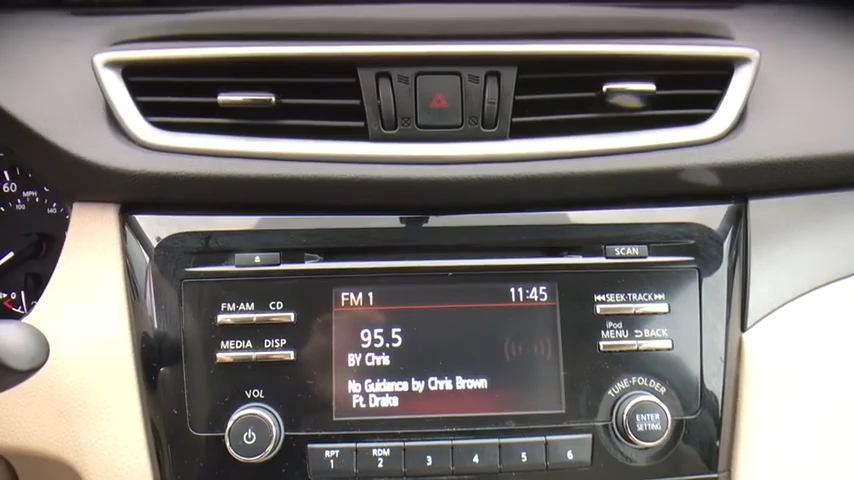 60
MPH
100
140
0
SCAN
FM·AM CD
MEDIA DISP
VOL
FM 1 11:45
95.5
BY Chris
No Guidance by Chris Brown
Ft. Draka
SEEK·TRACK
iPod
MENU BACK
TUNE·FOLDER
ENTER
SETTING
RPT
1
RDM
2
3
4
5
6